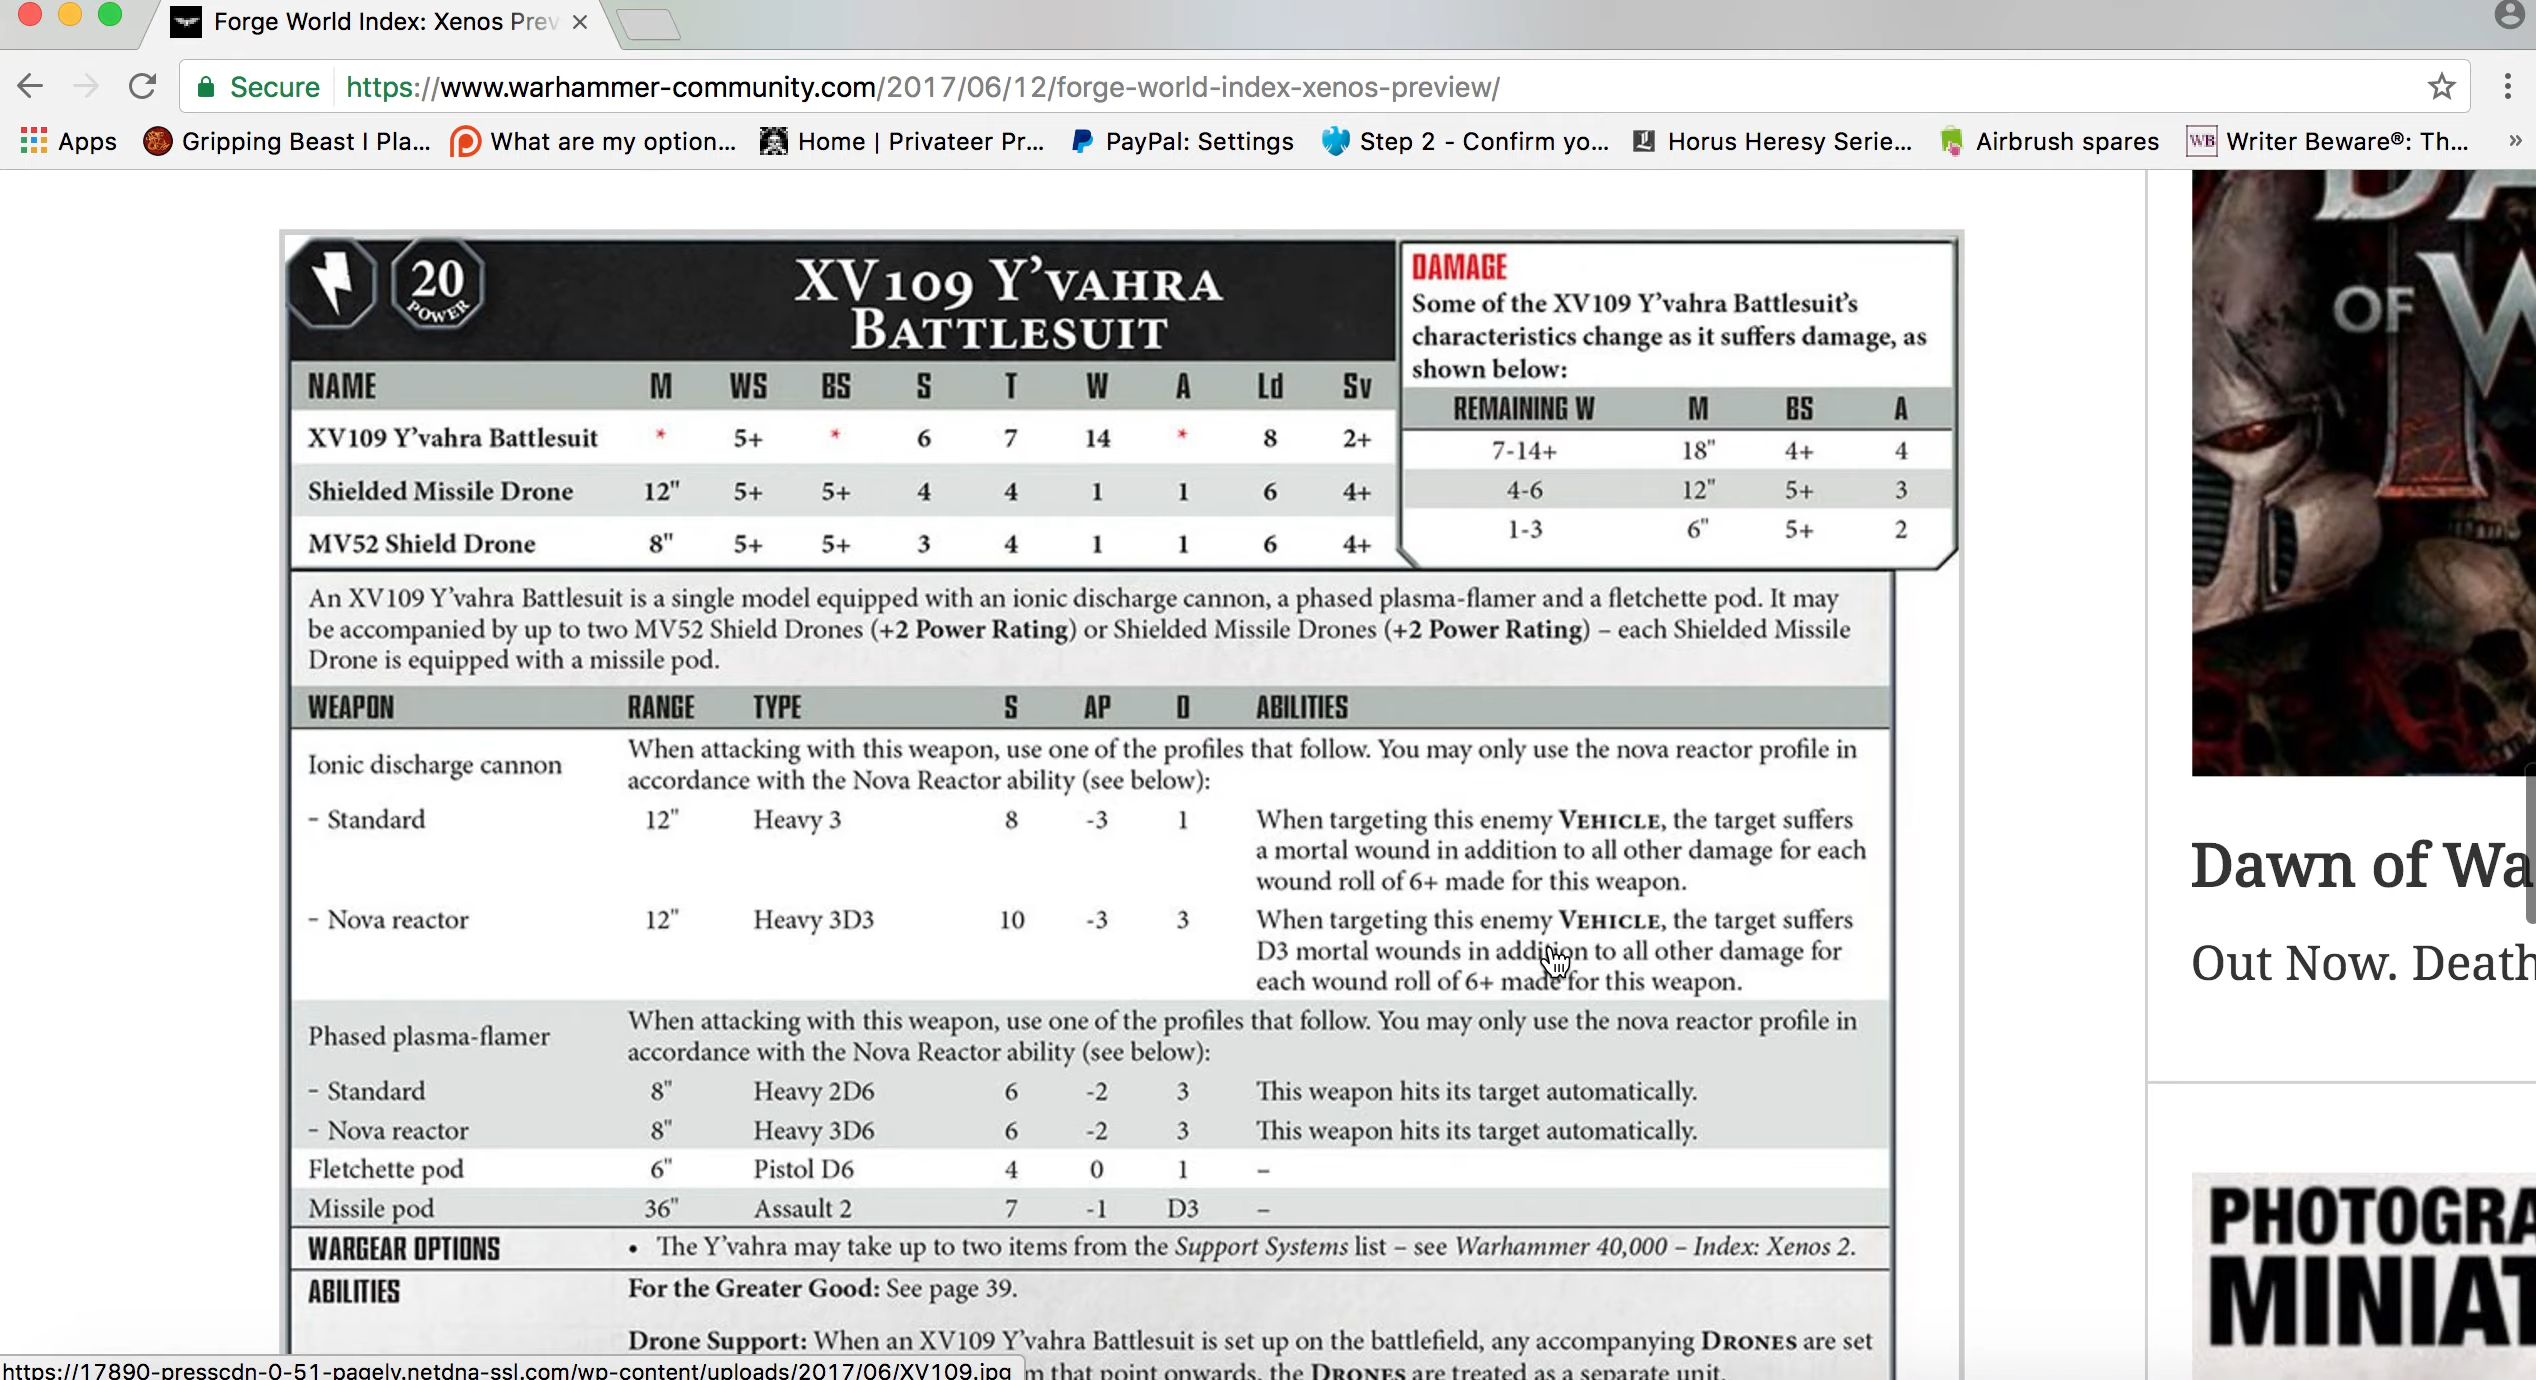 Forge World Index: Xenos Prev
Secure https://www.warhammer-community.com/2017/06/12/forge-world-index-xenos-preview/
Apps Gripping Beast I Pla... What are my option... Home | Privateer Pr... PayPal: Settings Step 2 - Confirm yo... Horus Heresy Serie... Airbrush spares WB Writer Beware®: Th... »
20 POWER
XV109 Y'VAHRA
BATTLESUIT
NAME M WS BS S T W A Ld Sv
XV109 Y'vahra Battlesuit * 5+ * 6 7 14 * 8 2+
Shielded Missile Drone 12" 5+ 5+ 4 4 1 1 6 4+
MV52 Shield Drone 8" 5+ 5+ 3 4 1 1 6 4+
DAMAGE
Some of the XV109 Y'vahra Battlesuit's
characteristics change as it suffers damage, as
shown below:
REMAINING W M BS A
7-14+ 18" 4+ 4
4-6 12" 5+ 3
1-3 6" 5+ 2
An XV109 Y'vahra Battlesuit is a single model equipped with an ionic discharge cannon, a phased plasma-flamer and a fletchette pod. It may
be accompanied by up to two MV52 Shield Drones (+2 Power Rating) or Shielded Missile Drones (+2 Power Rating) – each Shielded Missile
Drone is equipped with a missile pod.
WEAPON RANGE TYPE S AP D ABILITIES
Ionic discharge cannon
When attacking with this weapon, use one of the profiles that follow. You may only use the nova reactor profile in
accordance with the Nova Reactor ability (see below):
- Standard 12" Heavy 3 8 -3 1 When targeting this enemy VEHICLE, the target suffers
a mortal wound in addition to all other damage for each
wound roll of 6+ made for this weapon.
- Nova reactor 12" Heavy 3D3 10 -3 3 When targeting this enemy VEHICLE, the target suffers
D3 mortal wounds in addition to all other damage for
each wound roll of 6+ made for this weapon.
Phased plasma-flamer
When attacking with this weapon, use one of the profiles that follow. You may only use the nova reactor profile in
accordance with the Nova Reactor ability (see below):
- Standard 8" Heavy 2D6 6 -2 3 This weapon hits its target automatically.
- Nova reactor 8" Heavy 3D6 6 -2 3 This weapon hits its target automatically.
Fletchette pod 6" Pistol D6 4 0 1 –
Missile pod 36" Assault 2 7 -1 D3 –
WARGEAR OPTIONS • The Y'vahra may take up to two items from the Support Systems list – see Warhammer 40,000 – Index: Xenos 2.
ABILITIES For the Greater Good: See page 39.
Drone Support: When an XV109 Y'vahra Battlesuit is set up on the battlefield, any accompanying DRONES are set
m that point onwards, the DRONES are treated as a separate unit.
https://17890-presscdn-0-51-pagely.netdna-ssl.com/wp-content/uploads/2017/06/XV109.jpg
DA
OF W
Dawn of Wa
Out Now. Death
PHOTOGRA
MINIAT